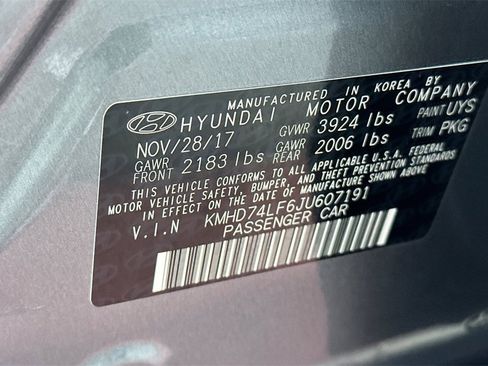 MANUFACTURED IN KOREA BY
HYUNDAI MOTOR COMPANY
NOV/28/17 GVWR 3924 lbs PAINT UYS
GAWR FRONT 2183 lbs GAWR REAR 2006 lbs TRIM PKG
THIS VEHICLE CONFORMS TO ALL APPLICABLE U.S.A. FEDERAL
MOTOR VEHICLE SAFETY, BUMPER, AND THEFT PREVENTION STANDARDS
IN EFFECT ON THE DATE OF MANUFACTURE SHOWN ABOVE.
V.I.N KMHD74LF6JU607191
PASSENGER CAR